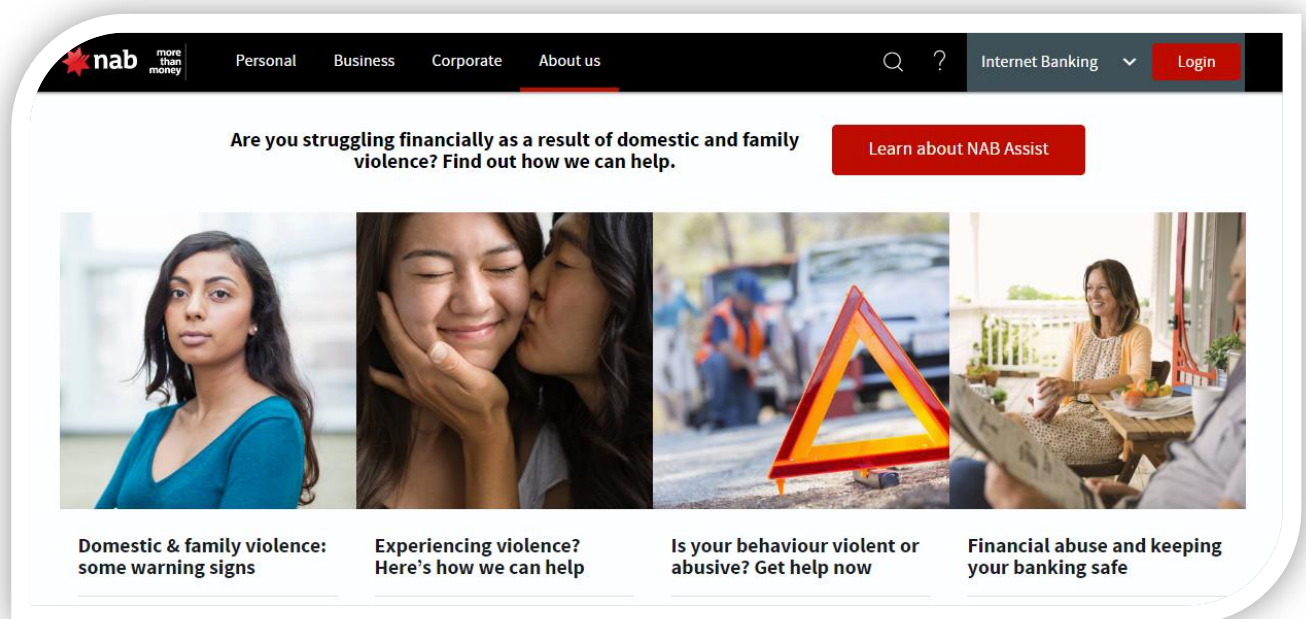 nab
more
than
money
Personal
Business
Corporate
About us
?
Internet Banking
Login
Are you struggling financially as a result of domestic and family
violence? Find out how we can help.
Learn about NAB Assist
Domestic & family violence:
some warning signs
Experiencing violence?
Here's how we can help
Is your behaviour violent or
abusive? Get help now
Financial abuse and keeping
your banking safe